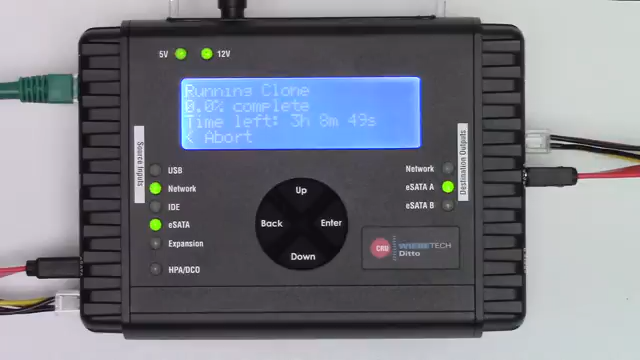 5V
12V
Running Clone
0.0% complete
Time left: 3h 8m 49s
< Abort
Source Inputs
USB
Network
IDE
eSATA
Expansion
HPA/DCO
Up
Back
Enter
Down
Destination Outputs
Network
eSATA A
eSATA B
CRU
WIEBETECH
Ditto